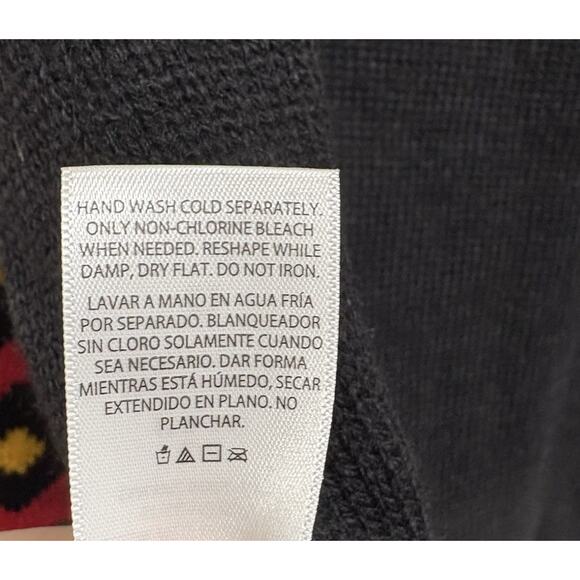 HAND WASH COLD SEPARATELY.
ONLY NON-CHLORINE BLEACH
WHEN NEEDED. RESHAPE WHILE
DAMP, DRY FLAT. DO NOT IRON.
LAVAR A MANO EN AGUA FRÍA
POR SEPARADO. BLANQUEADOR
SIN CLORO SOLAMENTE CUANDO
SEA NECESARIO. DAR FORMA
MIENTRAS ESTÁ HÚMEDO, SECAR
EXTENDIDO EN PLANO. NO
PLANCHAR.